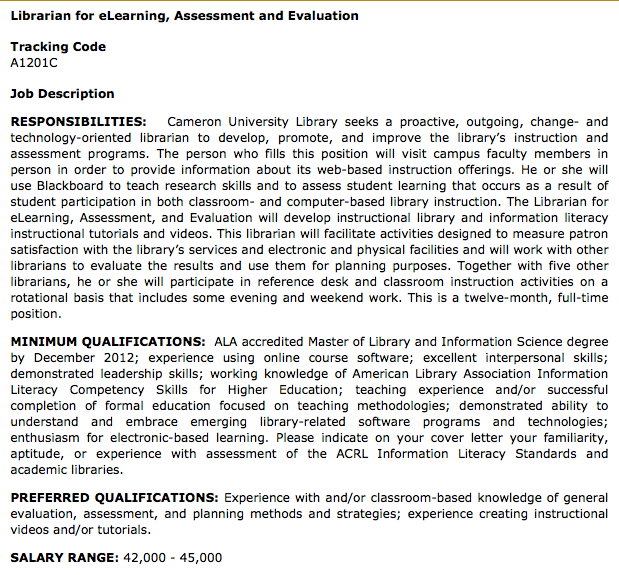 Librarian for eLearning, Assessment and Evaluation
Tracking Code
A1201C
Job Description
RESPONSIBILITIES: Cameron University Library seeks a proactive, outgoing, change- and
technology-oriented librarian to develop, promote, and improve the library's instruction and
assessment programs. The person who fills this position will visit campus faculty members in
person in order to provide information about its web-based instruction offerings. He or she will
use Blackboard to teach research skills and to assess student learning that occurs as a result of
student participation in both classroom- and computer-based library instruction. The Librarian for
eLearning, Assessment, and Evaluation will develop instructional library and information literacy
instructional tutorials and videos. This librarian will facilitate activities designed to measure patron
satisfaction with the library's services and electronic and physical facilities and will work with other
librarians to evaluate the results and use them for planning purposes. Together with five other
librarians, he or she will participate in reference desk and classroom instruction activities on a
rotational basis that includes some evening and weekend work. This is a twelve-month, full-time
position.
MINIMUM QUALIFICATIONS: ALA accredited Master of Library and Information Science degree
by December 2012; experience using online course software; excellent interpersonal skills;
demonstrated leadership skills; working knowledge of American Library Association Information
Literacy Competency Skills for Higher Education; teaching experience and/or successful
completion of formal education focused on teaching methodologies; demonstrated ability to
understand and embrace emerging library-related software programs and technologies;
enthusiasm for electronic-based learning. Please indicate on your cover letter your familiarity,
aptitude, or experience with assessment of the ACRL Information Literacy Standards and
academic libraries.
PREFERRED QUALIFICATIONS: Experience with and/or classroom-based knowledge of general
evaluation, assessment, and planning methods and strategies; experience creating instructional
videos and/or tutorials.
SALARY RANGE: 42,000 - 45,000